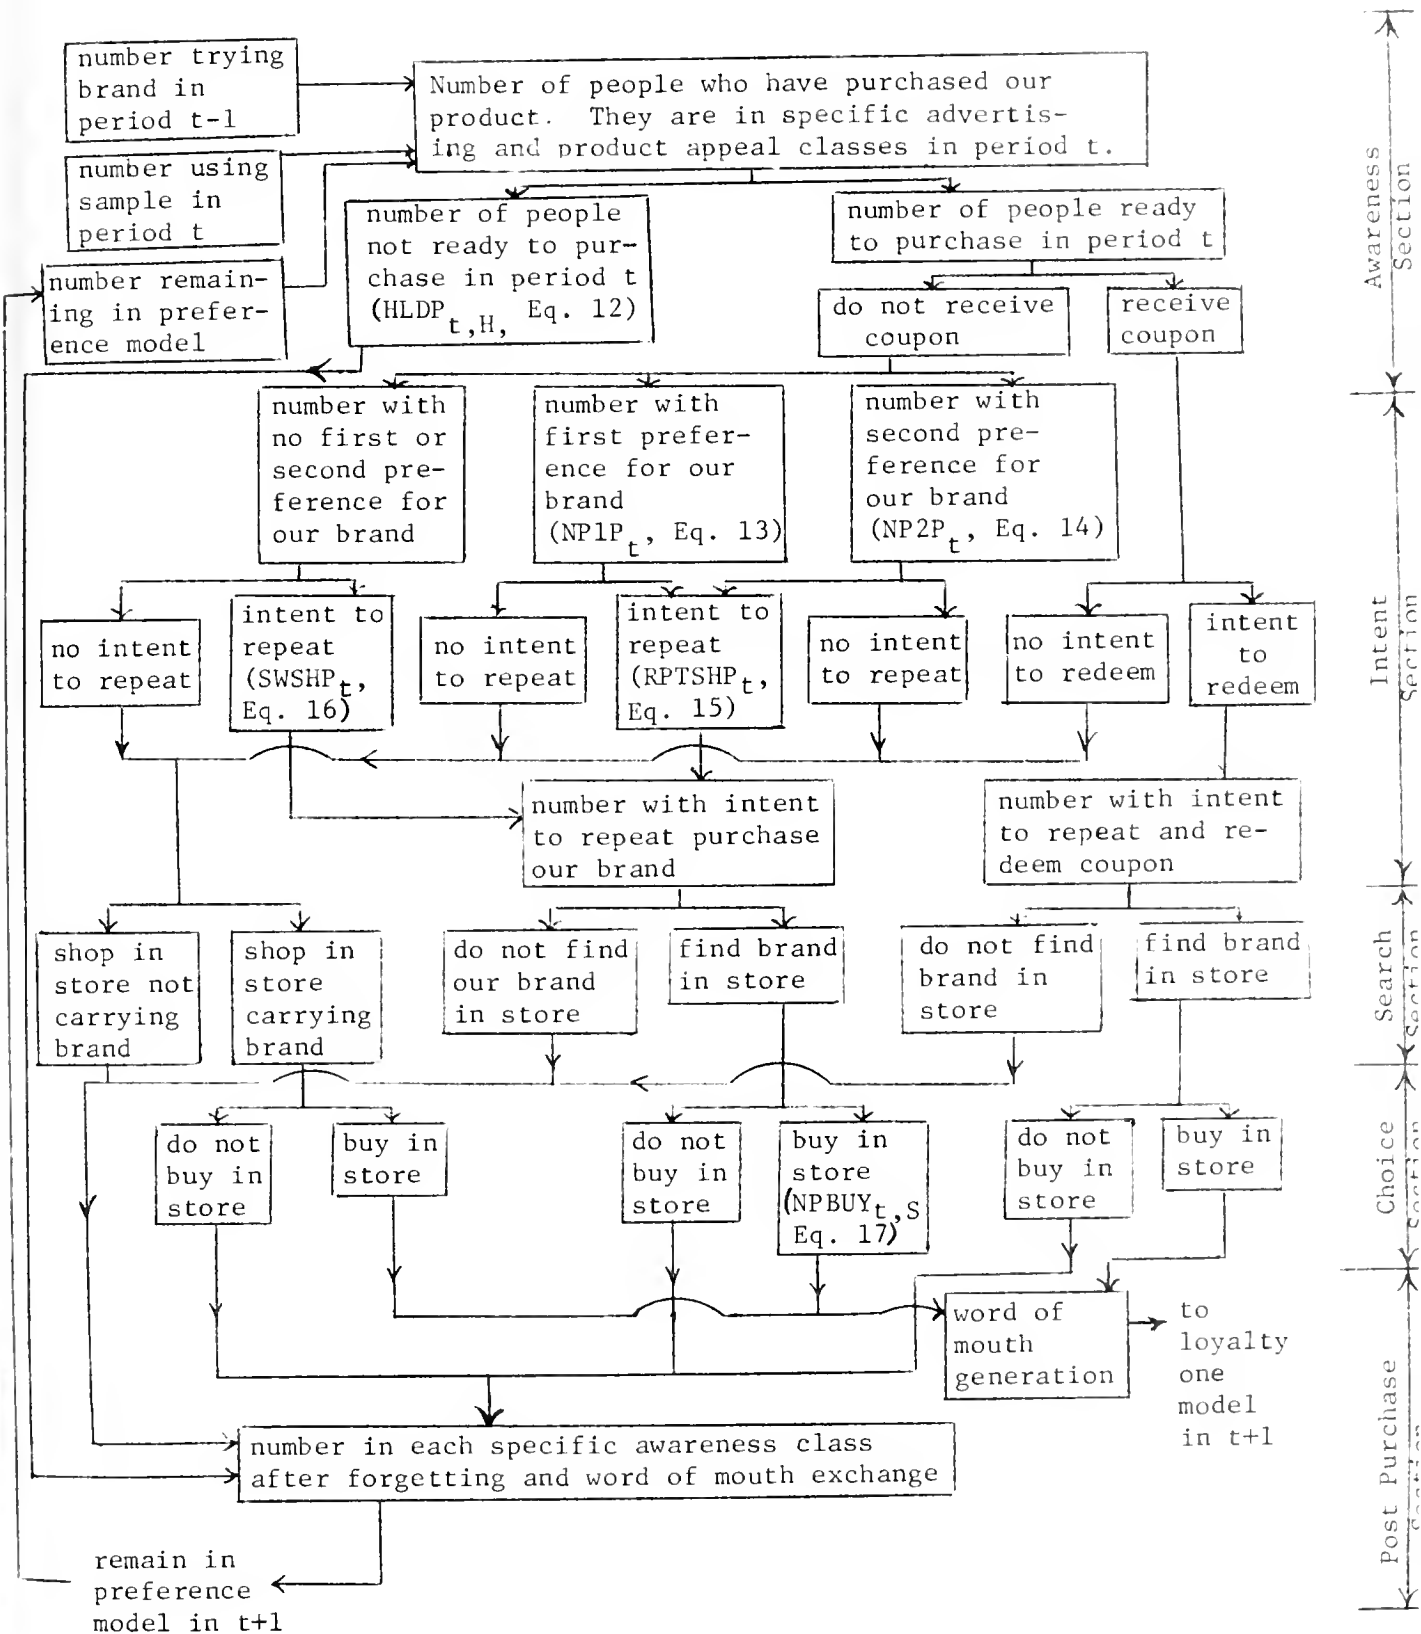 number trying
brand in
period t-1
Number of people who have purchased our
product. They are in specific advertis-
ing and product appeal classes in period t.
number using
sample in
period t
number remain-
ing in prefer-
ence model
number of people
not ready to pur-
chase in period t
(HLDP t,H, Eq. 12)
number of people ready
to purchase in period t
do not receive
coupon
receive
coupon
Awareness
Section
number with
no first or
second pre-
ference for
our brand
number with
first prefer-
ence for our
brand
(NP1P t, Eq. 13)
number with
second pre-
ference for
our brand
(NP2P t, Eq. 14)
no intent
to repeat
intent to
repeat
(SWSHP t,
Eq. 16)
no intent
to repeat
intent to
repeat
(RPTSHP t,
Eq. 15)
no intent
to repeat
no intent
to redeem
intent
to
redeem
number with intent
to repeat purchase
our brand
number with intent
to repeat and re-
deem coupon
Intent
Section
shop in
store not
carrying
brand
shop in
store
carrying
brand
do not find
our brand
in store
find brand
in store
do not find
brand in
store
find brand
in store
Search
Section
do not
buy in
store
buy in
store
do not
buy in
store
buy in
store
(NPBUY t,S
Eq. 17)
do not
buy in
store
buy in
store
Choice
Section
word of
mouth
generation
to
loyalty
one
model
in t+1
number in each specific awareness class
after forgetting and word of mouth exchange
remain in
preference
model in t+1
Post Purchase